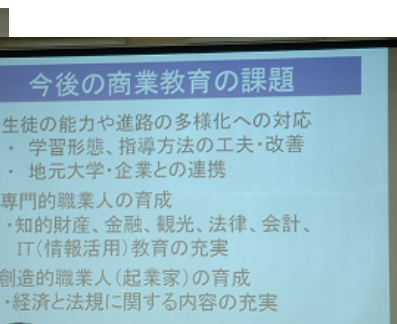 今後の商業教育の課題
生徒の能力や進路の多様化への対応
・ 学習形態、指導方法の工夫・改善
・ 地元大学・企業との連携
専門的職業人の育成
・知的財産、金融、観光、法律、会計、
IT(情報活用)教育の充実
創造的職業人(起業家)の育成
・経済と法規に関する内容の充実